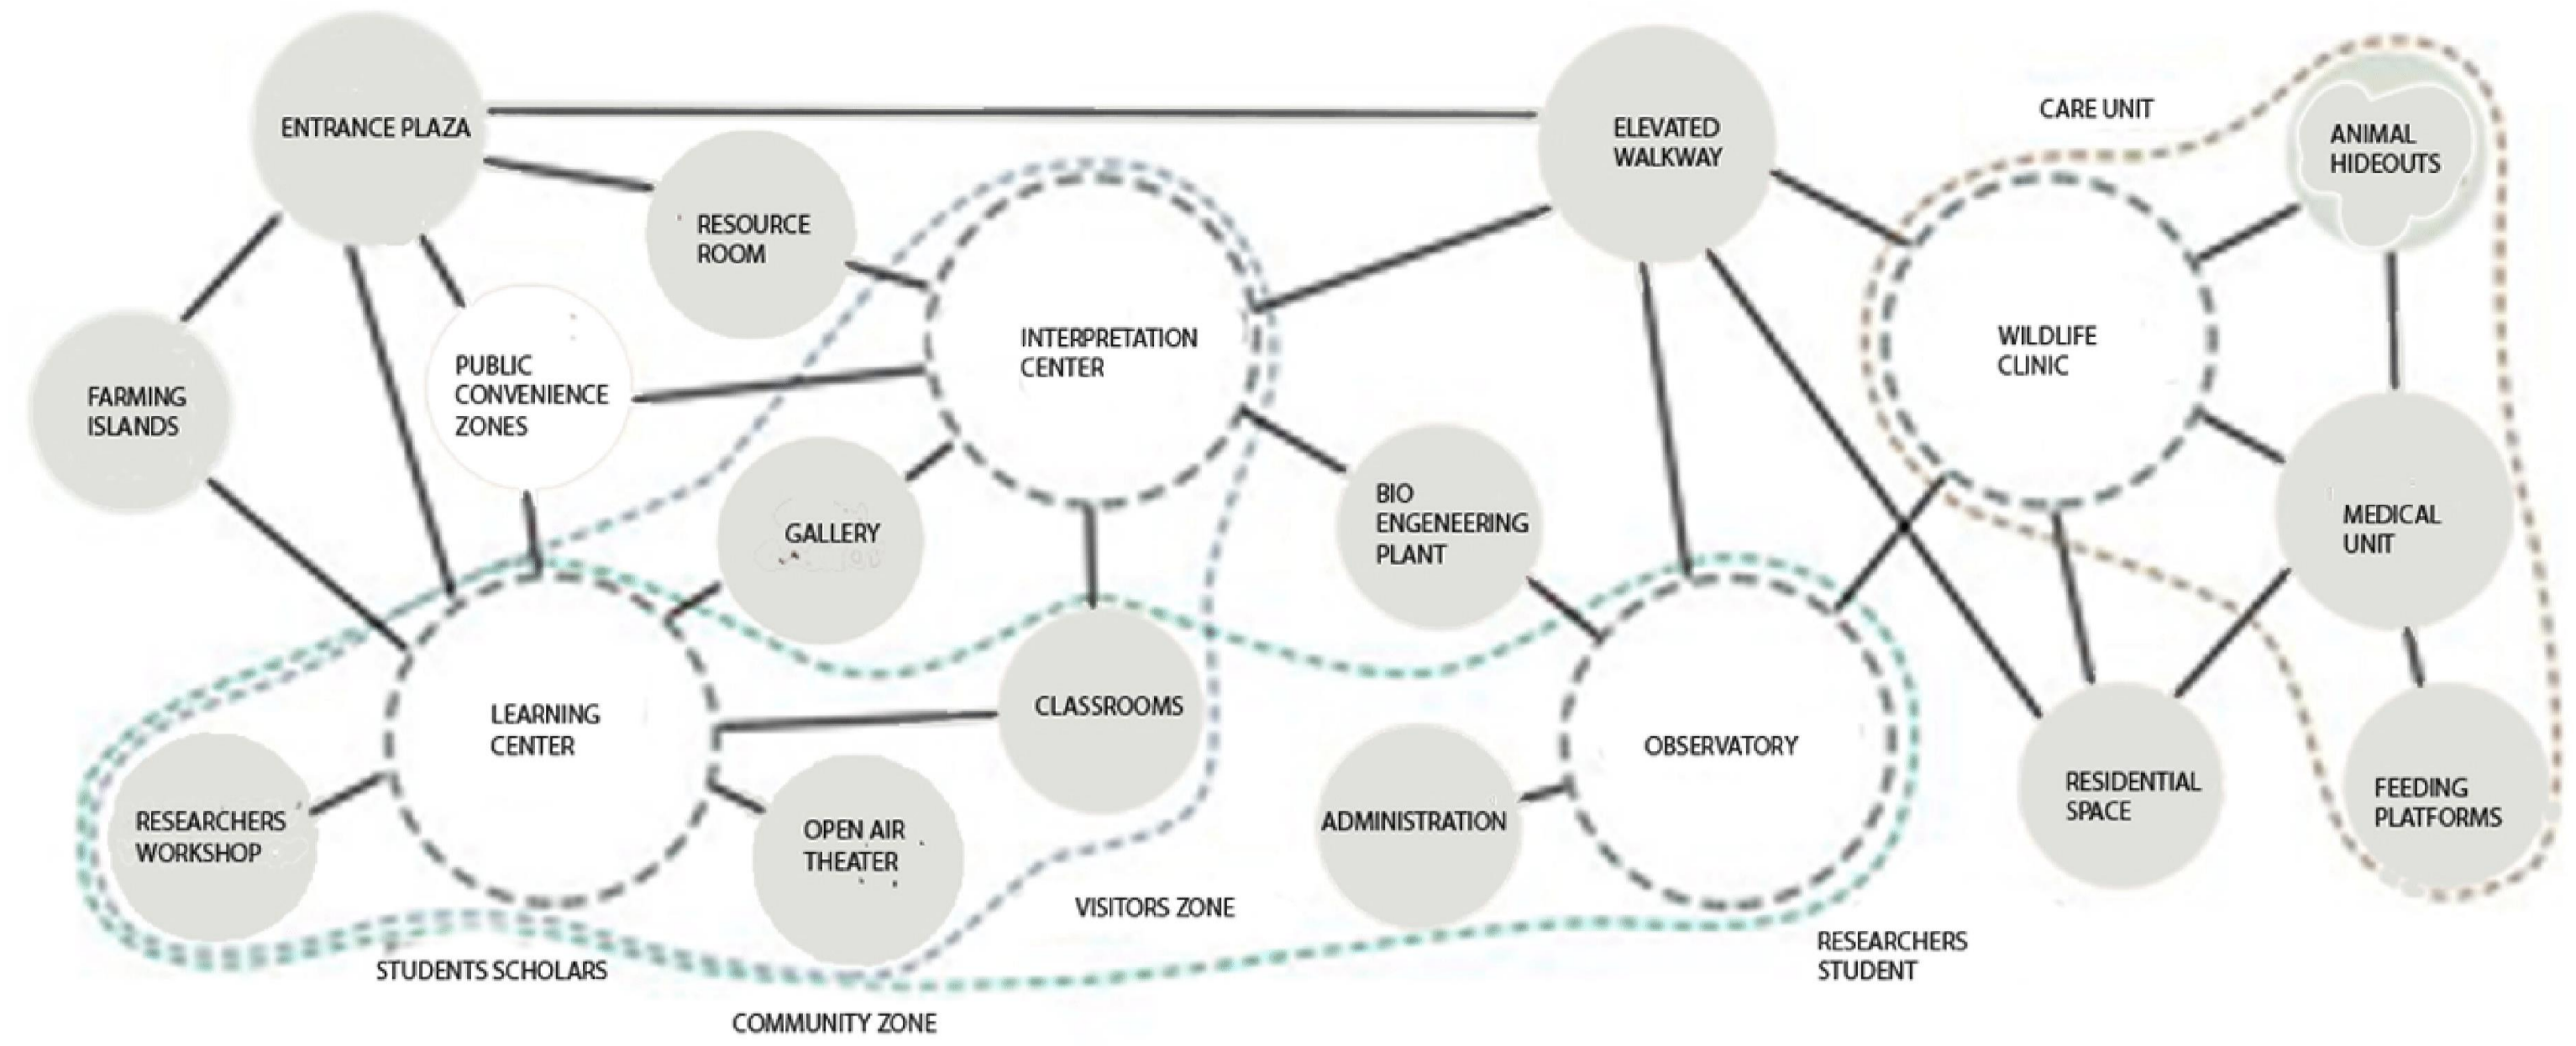 ENTRANCE PLAZA
ELEVATED
WALKWAY
CARE UNIT
ANIMAL
HIDEOUTS
RESOURCE
ROOM
INTERPRETATION
CENTER
WILDLIFE
CLINIC
FARMING
ISLANDS
PUBLIC
CONVENIENCE
ZONES
GALLERY
BIO
ENGENEERING
PLANT
MEDICAL
UNIT
LEARNING
CENTER
CLASSROOMS
OBSERVATORY
RESEARCHERS
WORKSHOP
OPEN AIR
THEATER
ADMINISTRATION
RESIDENTIAL
SPACE
FEEDING
PLATFORMS
VISITORS ZONE
STUDENTS SCHOLARS
RESEARCHERS
STUDENT
COMMUNITY ZONE